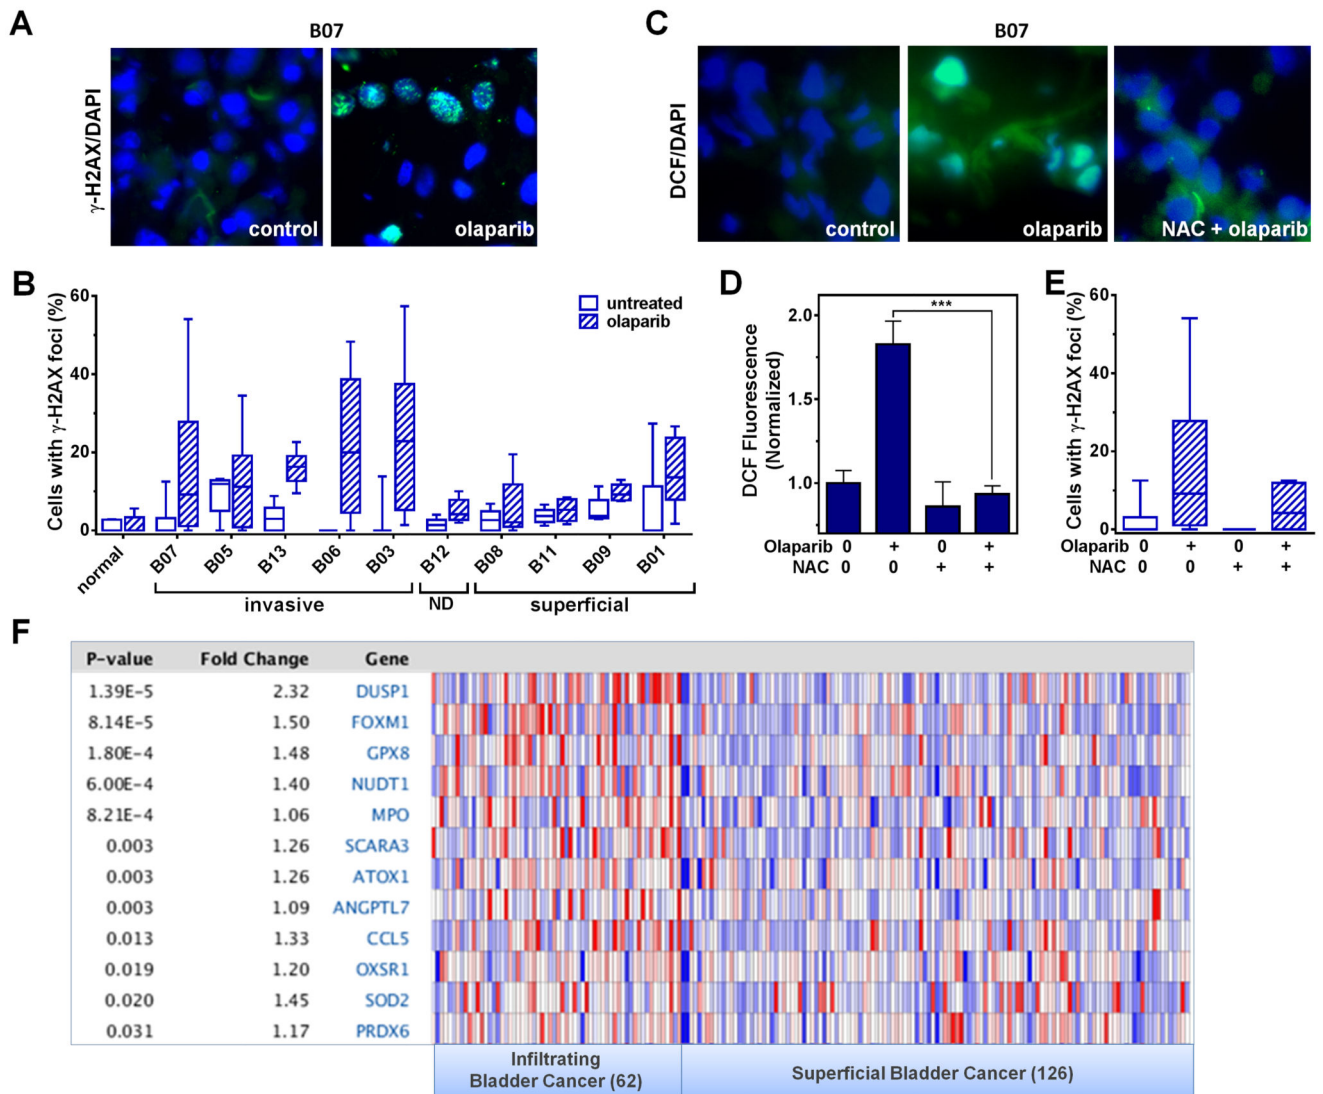 A
B07
γ-H2AX/DAPI
control
olaparib
C
B07
DCF/DAPI
control
olaparib
NAC + olaparib
B
Cells with γ-H2AX foci (%)
60
40
20
0
untreated
olaparib
normal
B07
B05
B13
B06
B03
B12
B08
B11
B09
B01
invasive
ND
superficial
D
DCF Fluorescence
(Normalized)
2.0
1.5
1.0
***
Olaparib 0 + 0 +
NAC 0 0 + +
E
Cells with γ-H2AX foci (%)
60
40
20
0
Olaparib 0 + 0 +
NAC 0 0 + +
F
P-value Fold Change Gene
1.39E-5 2.32 DUSP1
8.14E-5 1.50 FOXM1
1.80E-4 1.48 GPX8
6.00E-4 1.40 NUDT1
8.21E-4 1.06 MPO
0.003 1.26 SCARA3
0.003 1.26 ATOX1
0.003 1.09 ANGPTL7
0.013 1.33 CCL5
0.019 1.20 OXSR1
0.020 1.45 SOD2
0.031 1.17 PRDX6
Infiltrating
Bladder Cancer (62)
Superficial Bladder Cancer (126)